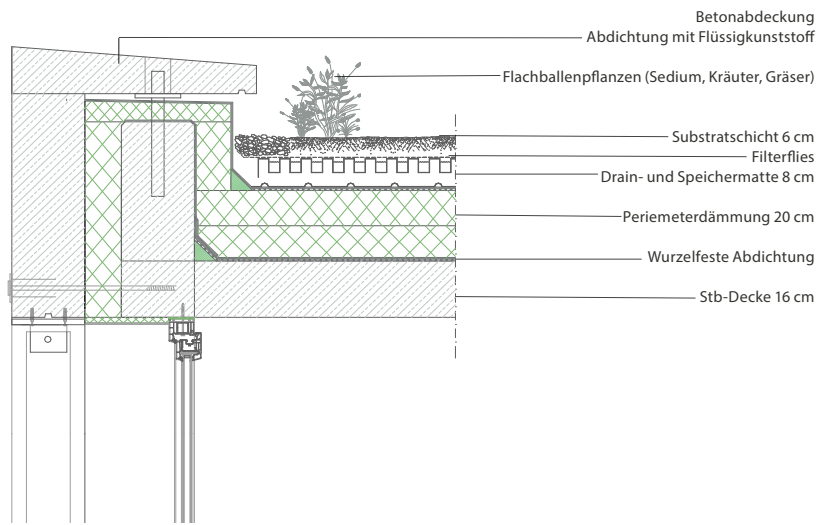 Betonabdeckung
Abdichtung mit Flüssigkunststoff
Flachballenpflanzen (Sedium, Kräuter, Gräser)
Substratschicht 6 cm
Filterflies
Drain- und Speichermatte 8 cm
Periemeterdämmung 20 cm
Wurzelfeste Abdichtung
Stb-Decke 16 cm